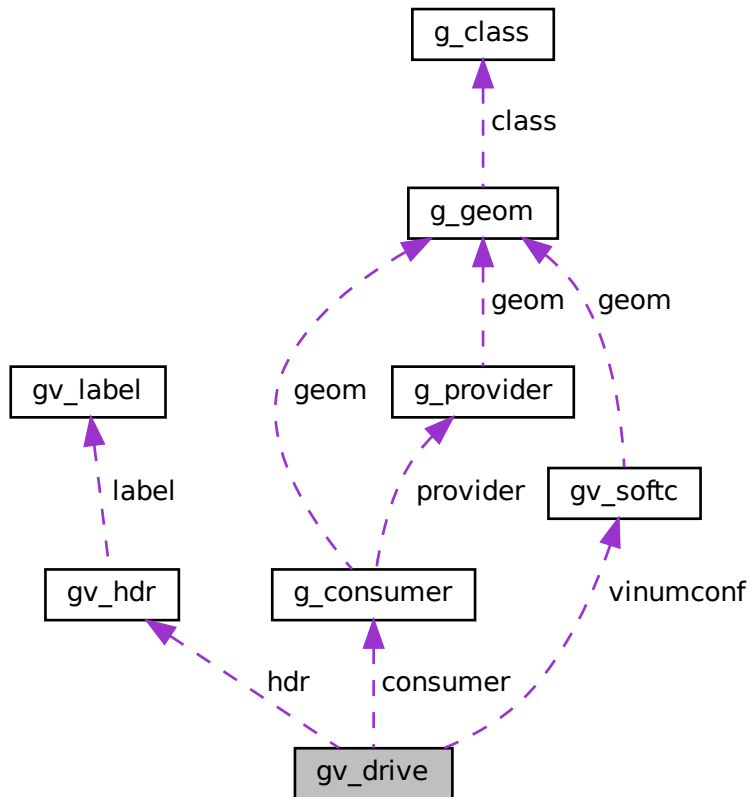 g_class
class
g_geom
geom
geom
gv_label
geom
g_provider
label
provider
gv_softc
gv_hdr
g_consumer
vinumconf
hdr
consumer
gv_drive